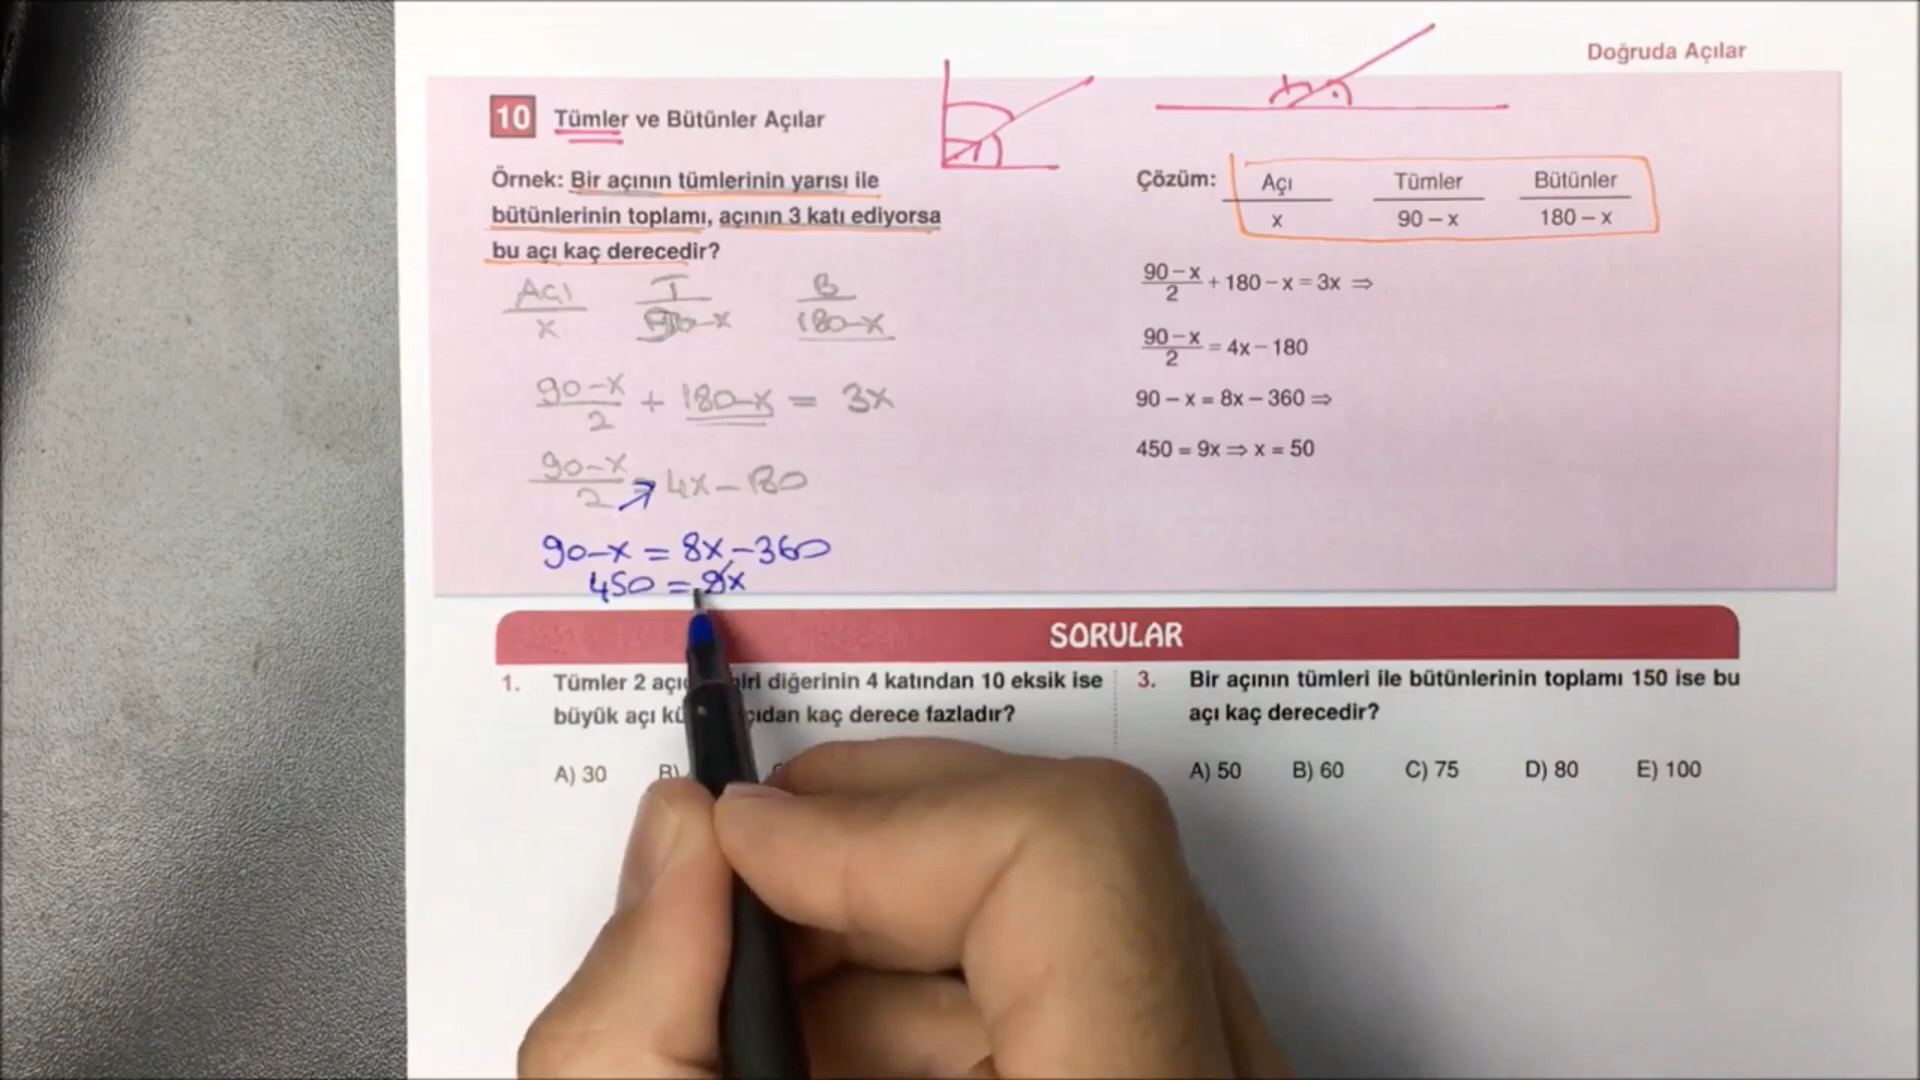 Doğruda Açılar
10 Tümler ve Bütünler Açılar
Örnek: Bir açının tümlerinin yarısı ile
bütünlerinin toplamı, açının 3 katı ediyorsa
bu açı kaç derecedir?
Açı T B
x 90-x 180-x
90-x/2 + 180-x = 3x
90-x/2 = 4x-180
90-x = 8x-360
450 = 9x
Çözüm: Açı Tümler Bütünler
x 90 – x 180 – x
90 – x/2 + 180 – x = 3x ⇒
90 – x/2 = 4x – 180
90 – x = 8x – 360 ⇒
450 = 9x ⇒ x = 50
SORULAR
1. Tümler 2 diğerinin 4 katından 10 eksik ise
büyük açı kaç derece fazladır?
A) 30 B)
3. Bir açının tümleri ile bütünlerinin toplamı 150 ise bu
açı kaç derecedir?
A) 50 B) 60 C) 75 D) 80 E) 100